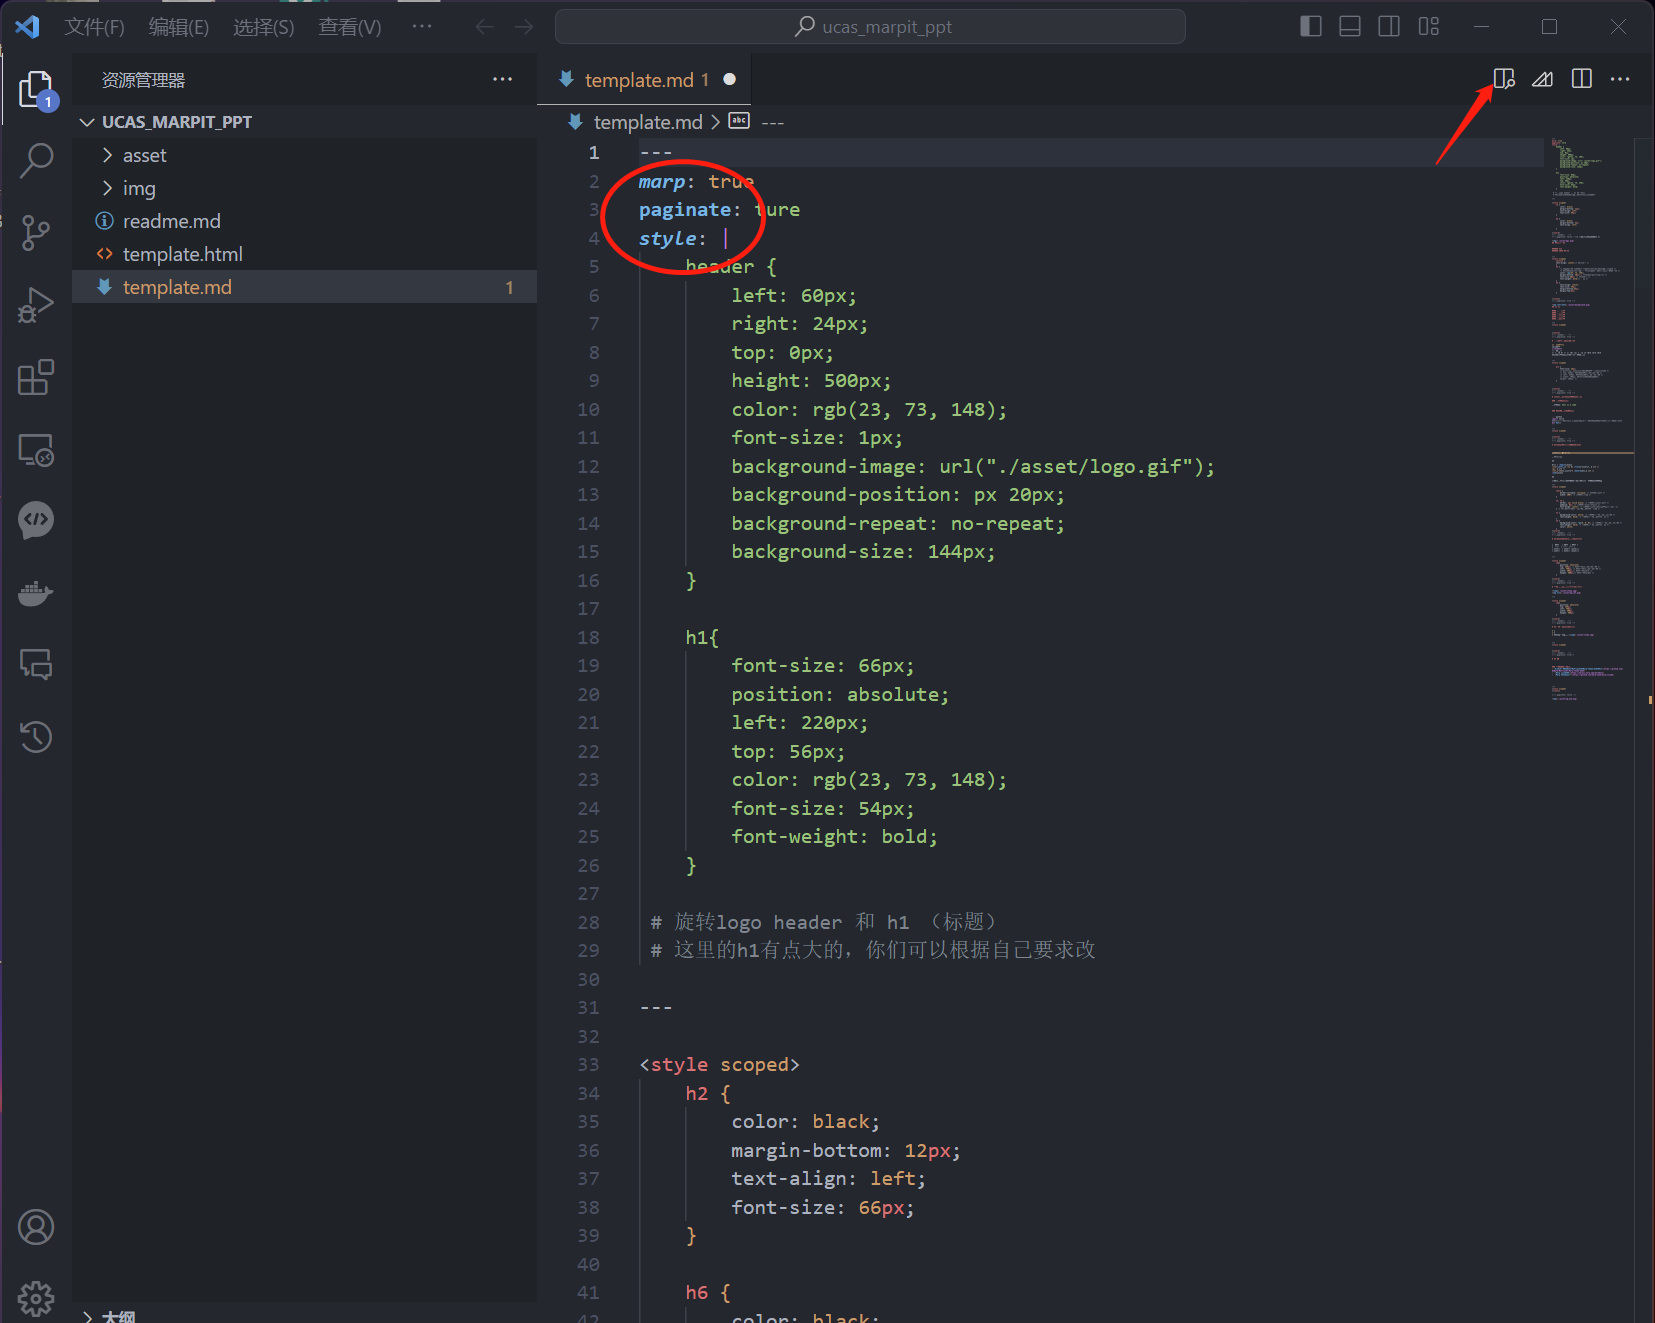 文件(F) 编辑(E) 选择(S) 查看(V) ··· ucas_marpit_ppt
资源管理器 ···
template.md 1
1
UCAS_MARPIT_PPT
asset
img
readme.md
template.html
template.md 1
大纲
template.md > abc ---
1 ---
2 marp: true
3 paginate: ture
4 style: |
5 header {
6 left: 60px;
7 right: 24px;
8 top: 0px;
9 height: 500px;
10 color: rgb(23, 73, 148);
11 font-size: 1px;
12 background-image: url("./asset/logo.gif");
13 background-position: px 20px;
14 background-repeat: no-repeat;
15 background-size: 144px;
16 }
17
18 h1{
19 font-size: 66px;
20 position: absolute;
21 left: 220px;
22 top: 56px;
23 color: rgb(23, 73, 148);
24 font-size: 54px;
25 font-weight: bold;
26 }
27
28 # 旋转logo header 和 h1 （标题）
29 # 这里的h1有点大的，你们可以根据自己要求改
30
31 ---
32
33 <style scoped>
34 h2 {
35 color: black;
36 margin-bottom: 12px;
37 text-align: left;
38 font-size: 66px;
39 }
40
41 h6 {
42 color: black;